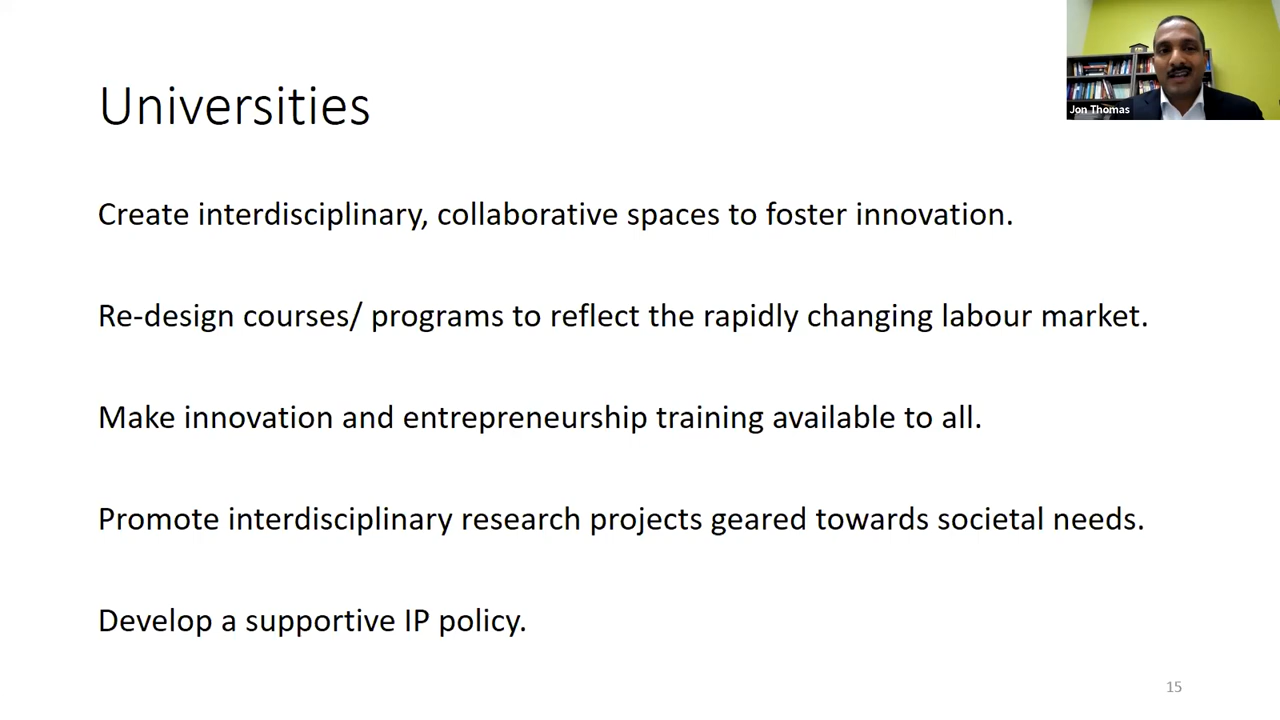 Universities
Jon Thomas
Create interdisciplinary, collaborative spaces to foster innovation.
Re-design courses/ programs to reflect the rapidly changing labour market.
Make innovation and entrepreneurship training available to all.
Promote interdisciplinary research projects geared towards societal needs.
Develop a supportive IP policy.
15